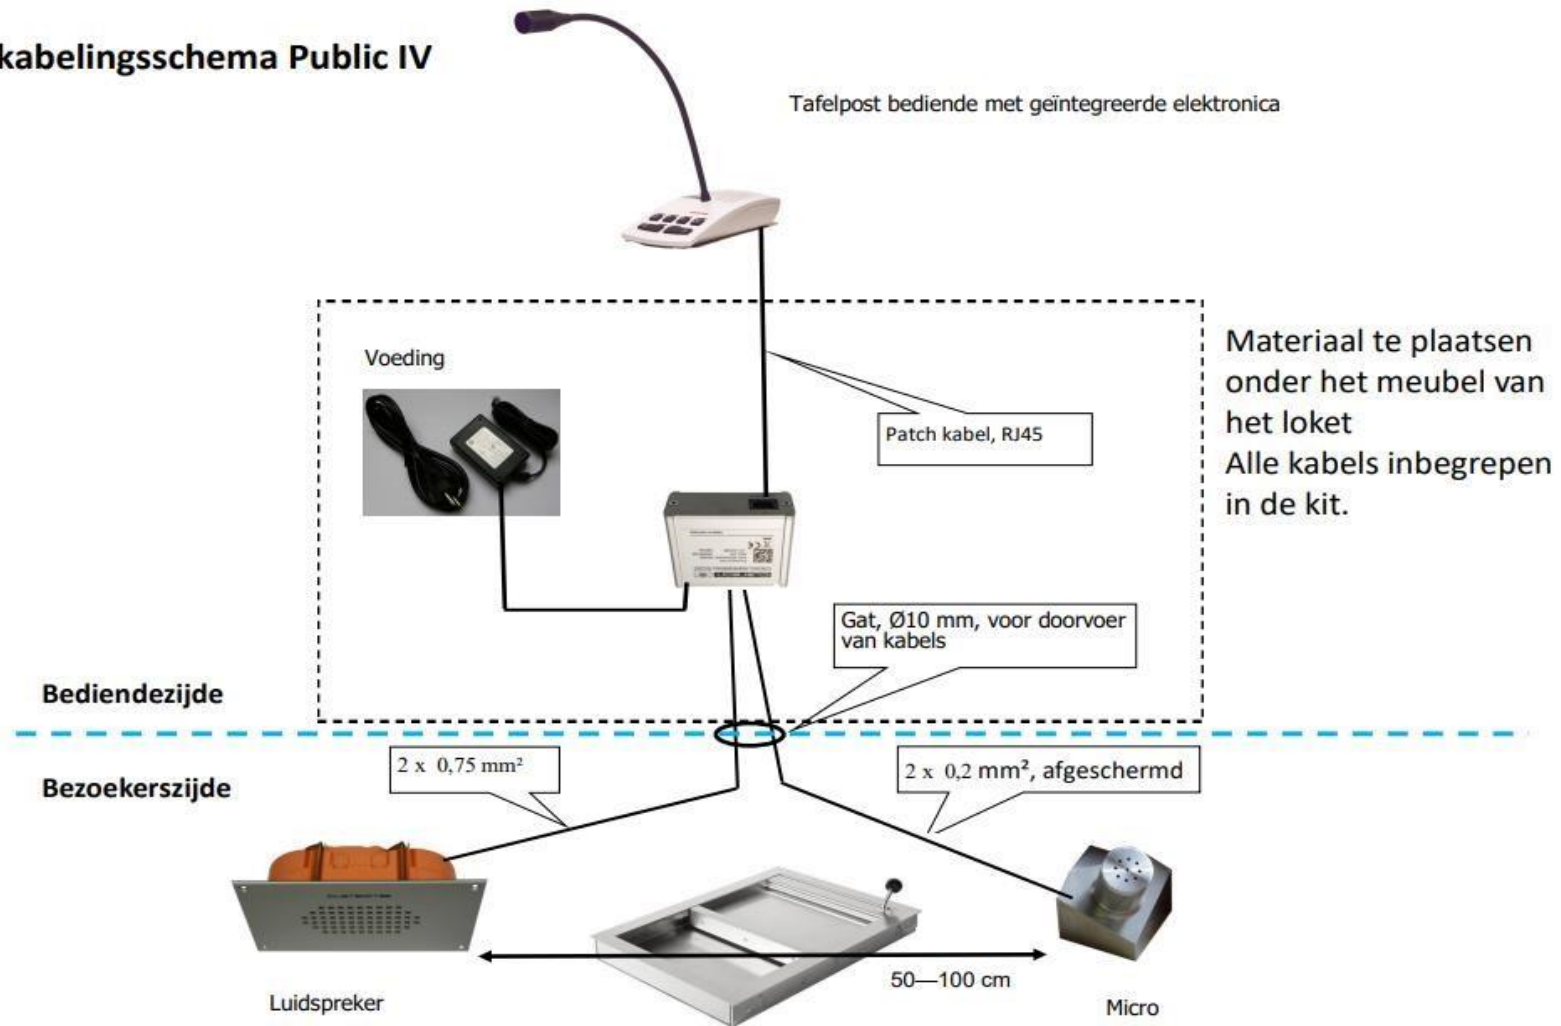 kabelingsschema Public IV
Tafelpost bediende met geïntegreerde elektronica
Voeding
Materiaal te plaatsen
onder het meubel van
het loket
Alle kabels inbegrepen
in de kit.
Patch kabel, RJ45
Gat, Ø10 mm, voor doorvoer
van kabels
Bediendezijde
2 x 0,75 mm²
2 x 0,2 mm², afgeschermd
Bezoekerszijde
50—100 cm
Luidspreker
Micro